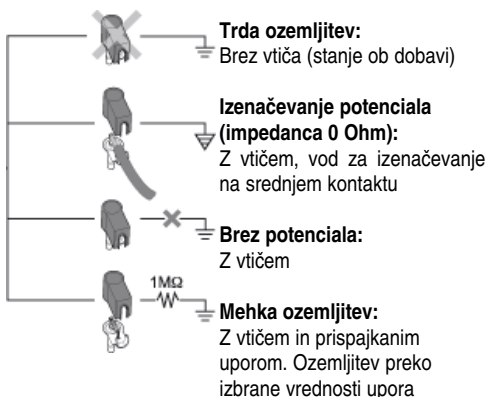 Trda ozemljitev:
Brez vtiča (stanje ob dobavi)
Izenačevanje potenciala
(impedanca 0 Ohm):
Z vtičem, vod za izenačevanje
na srednjem kontaktu
Brez potenciala:
Z vtičem
1MΩ
Mehka ozemljitev:
Z vtičem in prispajkanim
uporom. Ozemljitev preko
izbrane vrednosti upora